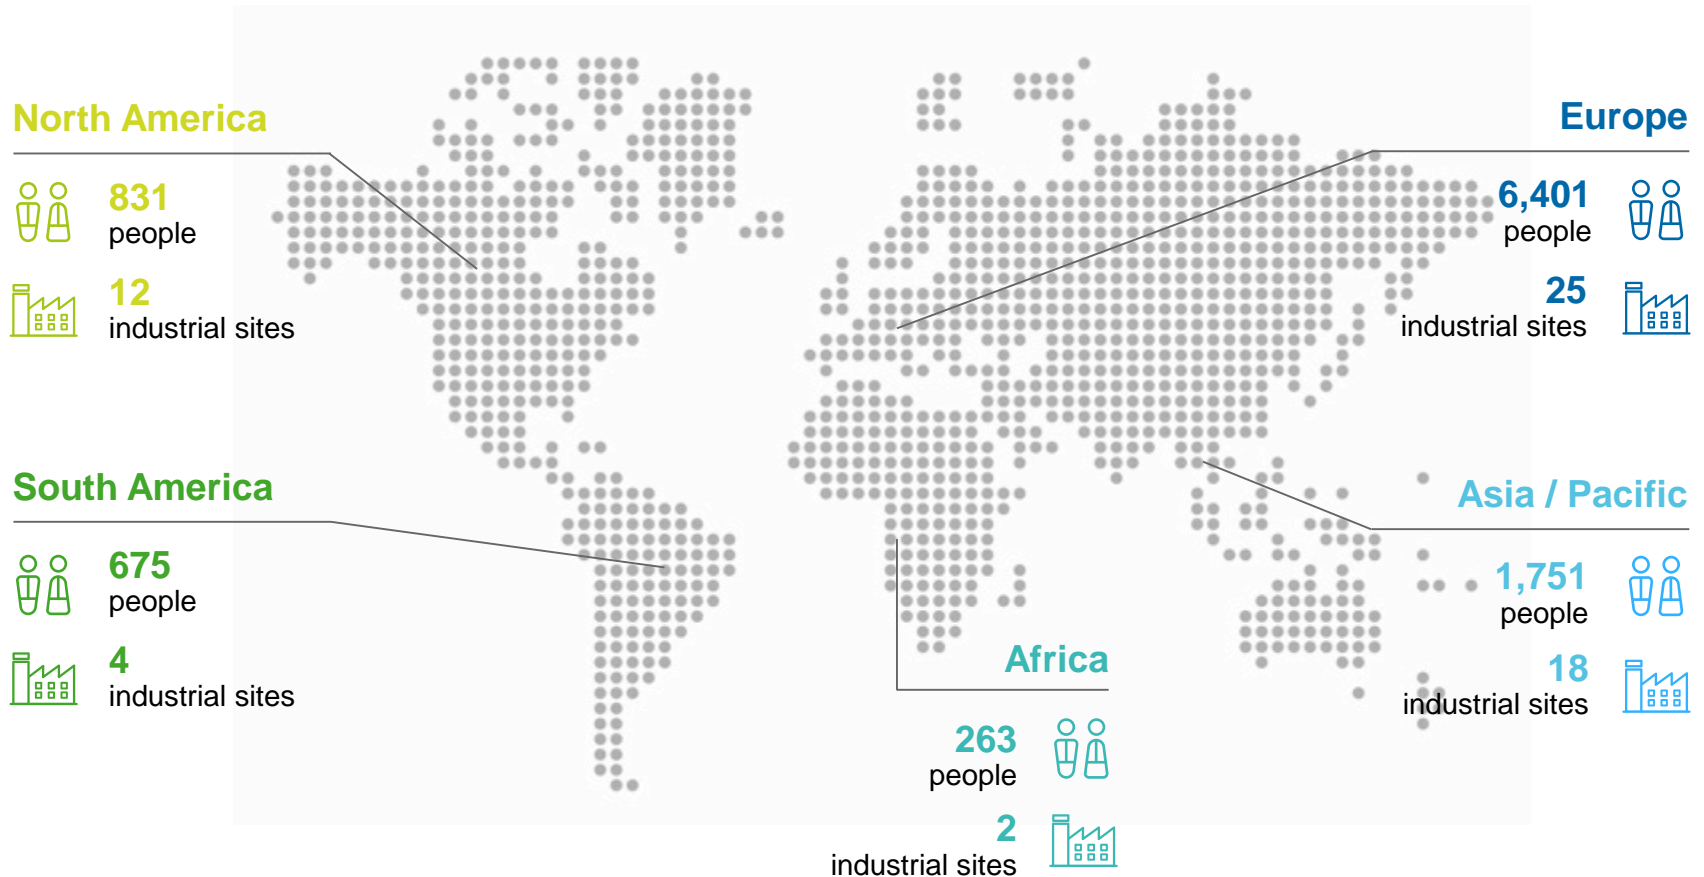 North America
831
people
12
industrial sites
South America
675
people
4
industrial sites
Africa
263
people
2
industrial sites
Europe
6,401
people
25
industrial sites
Asia / Pacific
1,751
people
18
industrial sites